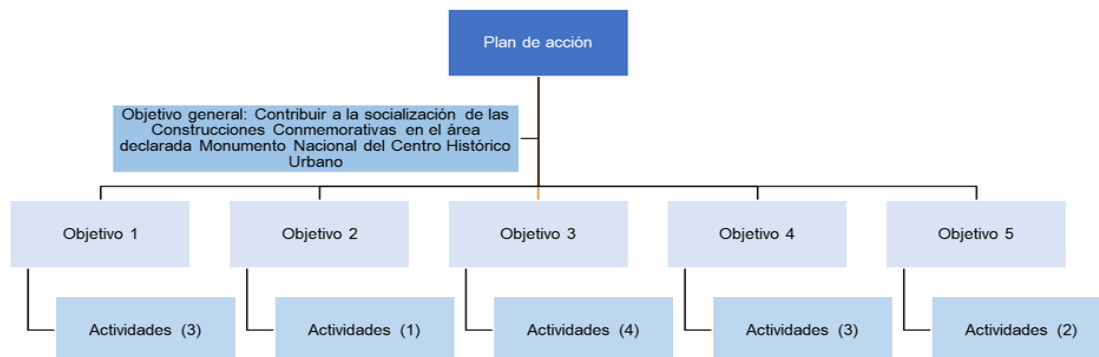 Plan de acción
Objetivo general: Contribuir a la socialización de las
Construcciones Conmemorativas en el área
declarada Monumento Nacional del Centro Histórico
Urbano
Objetivo 1
Objetivo 2
Objetivo 3
Objetivo 4
Objetivo 5
Actividades (3)
Actividades (1)
Actividades (4)
Actividades (3)
Actividades (2)